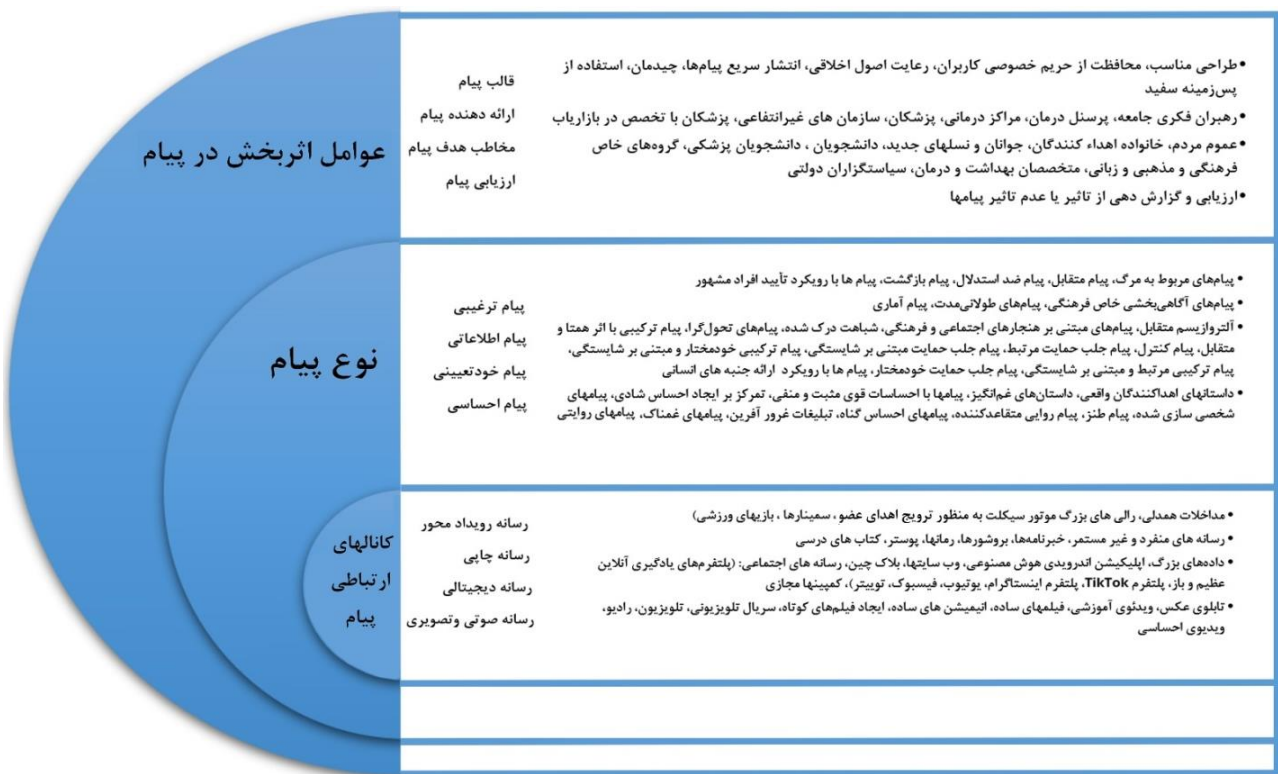 عوامل اثربخش در پیام
قالب پیام
ارائه دهنده پیام
مخاطب هدف پیام
ارزیابی پیام
•طراحی مناسب، محافظت از حریم خصوصی کاربران، رعایت اصول اخلاقی، انتشار سریع پیام‌ها، چیدمان، استفاده از
پس‌زمینه سفید
•رهبران فکری جامعه، پرسنل درمان، مراکز درمانی، پزشکان، سازمان های غیرانتفاعی، پزشکان با تخصص در بازاریاب
•عموم مردم، خانواده اهداء کنندگان، جوانان و نسلهای جدید، دانشجویان ، دانشجویان پزشکی، گروه‌های خاص
فرهنگی و مذهبی و زبانی، متخصصان بهداشت و درمان، سیاستگزاران دولتی
•ارزیابی و گزارش دهی از تاثیر یا عدم تاثیر پیامها
نوع پیام
پیام ترغیبی
پیام اطلاعاتی
پیام خودتعیینی
پیام احساسی
• پیام‌های مربوط به مرگ، پیام متقابل، پیام ضد استدلال، پیام بازگشت، پیام ها با رویکرد تأیید افراد مشهور
• پیام‌های آگاهی‌بخشی خاص فرهنگی، پیام‌های طولانی‌مدت، پیام آماری
• آلتروازیسم متقابل، پیام‌های مبتنی بر هنجارهای اجتماعی و فرهنگی، شباهت درک شده، پیام‌های تحول‌گرا، پیام ترکیبی با اثر همتا و
متقابل، پیام کنترل، پیام جلب حمایت مرتبط، پیام جلب حمایت مبتنی بر شایستگی، پیام ترکیبی خودمختار و مبتنی بر شایستگی،
پیام ترکیبی مرتبط و مبتنی بر شایستگی، پیام جلب حمایت خودمختار، پیام ها با رویکرد ارائه جنبه های انسانی
• داستانهای اهداکنندگان واقعی، داستان‌های غم‌انگیز، پیامها با احساسات قوی مثبت و منفی، تمرکز بر ایجاد احساس شادی، پیامهای
شخصی سازی شده، پیام طنز، پیام روایی متقاعدکننده، پیامهای احساس گناه، تبلیغات غرور آفرین، پیامهای غمناک، پیامهای روایتی
کانالهای
ارتباطی
پیام
رسانه رویداد محور
رسانه چاپی
رسانه دیجیتالی
رسانه صوتی وتصویری
• مداخلات همدلی، رالی های بزرگ موتور سیکلت به منظور ترویج اهدای عضو، سمینارها ، بازیهای ورزشی)
• رسانه های منفرد و غیر مستمر، خبرنامه‌ها، بروشورها، رمانها، پوستر، کتاب های درسی
• داده‌های بزرگ، اپلیکیشن اندرویدی هوش مصنوعی، وب سایتها، بلاک چین، رسانه های اجتماعی: (پلتفرم‌های یادگیری آنلاین
عظیم و باز، پلتفرم TikTok، پلتفرم اینستاگرام، یوتیوب، فیسبوک، توییتر)، کمپینها مجازی
• تابلوی عکس، ویدئوی آموزشی، فیلمهای ساده، انیمیشن های ساده، ایجاد فیلم‌های کوتاه، سریال تلویزیونی، تلویزیون، رادیو،
ویدیوی احساسی